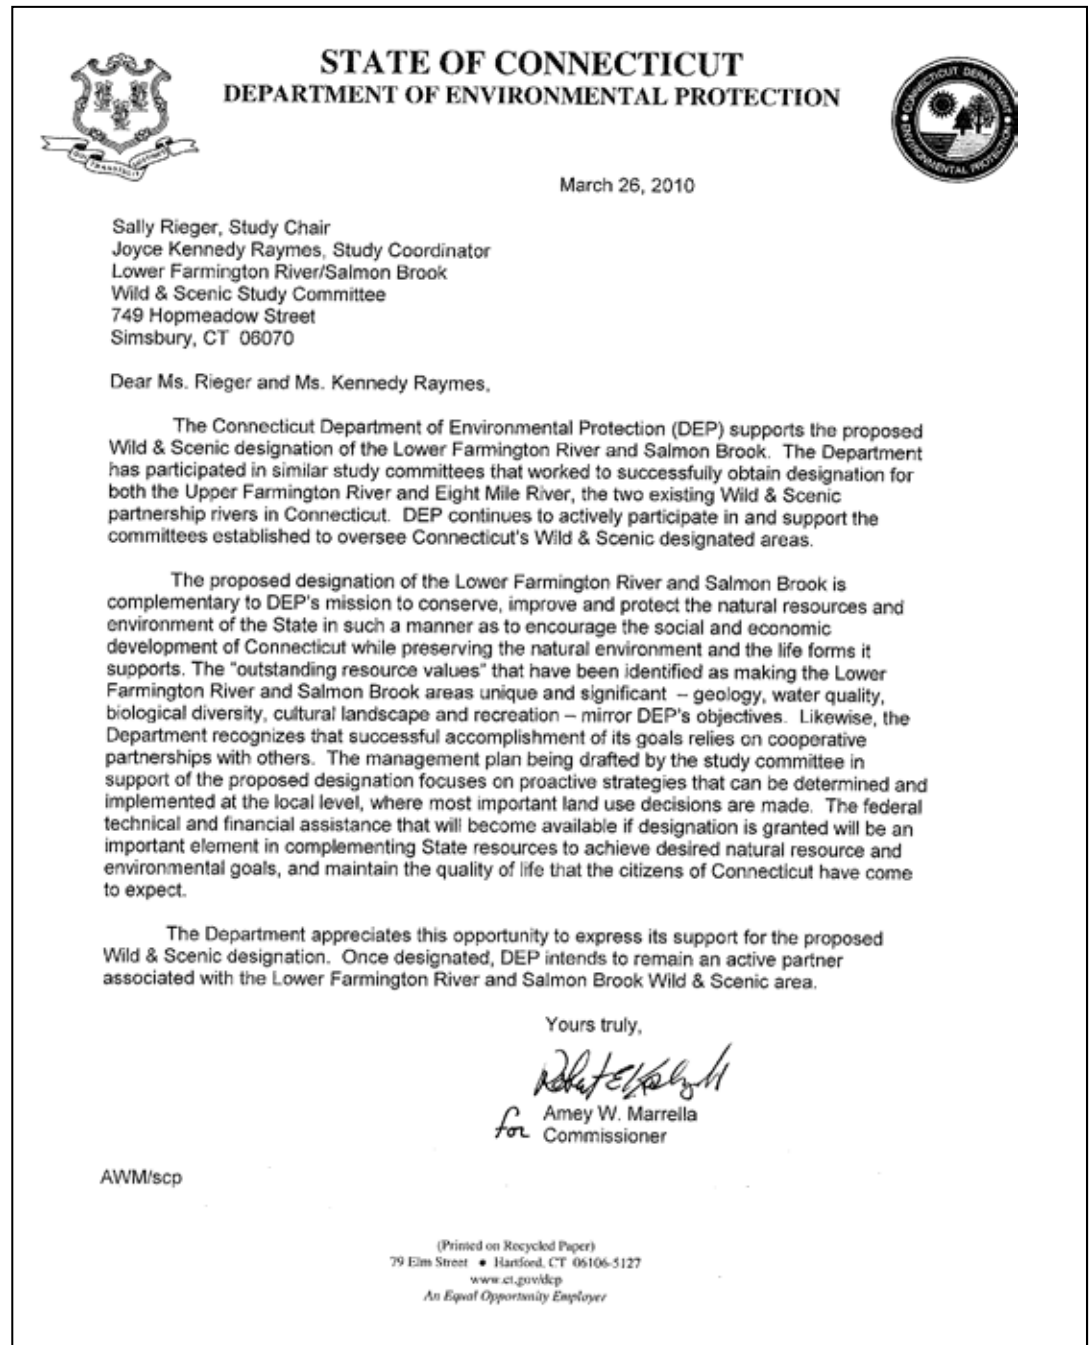 STATE OF CONNECTICUT
DEPARTMENT OF ENVIRONMENTAL PROTECTION
CONNECTICUT DEPARTMENT
ENVIRONMENTAL PROTECTION
March 26, 2010
Sally Rieger, Study Chair
Joyce Kennedy Raymes, Study Coordinator
Lower Farmington River/Salmon Brook
Wild & Scenic Study Committee
749 Hopmeadow Street
Simsbury, CT 06070
Dear Ms. Rieger and Ms. Kennedy Raymes,
The Connecticut Department of Environmental Protection (DEP) supports the proposed
Wild & Scenic designation of the Lower Farmington River and Salmon Brook. The Department
has participated in similar study committees that worked to successfully obtain designation for
both the Upper Farmington River and Eight Mile River, the two existing Wild & Scenic
partnership rivers in Connecticut. DEP continues to actively participate in and support the
committees established to oversee Connecticut's Wild & Scenic designated areas.
The proposed designation of the Lower Farmington River and Salmon Brook is
complementary to DEP's mission to conserve, improve and protect the natural resources and
environment of the State in such a manner as to encourage the social and economic
development of Connecticut while preserving the natural environment and the life forms it
supports. The "outstanding resource values" that have been identified as making the Lower
Farmington River and Salmon Brook areas unique and significant – geology, water quality,
biological diversity, cultural landscape and recreation – mirror DEP's objectives. Likewise, the
Department recognizes that successful accomplishment of its goals relies on cooperative
partnerships with others. The management plan being drafted by the study committee in
support of the proposed designation focuses on proactive strategies that can be determined and
implemented at the local level, where most important land use decisions are made. The federal
technical and financial assistance that will become available if designation is granted will be an
important element in complementing State resources to achieve desired natural resource and
environmental goals, and maintain the quality of life that the citizens of Connecticut have come
to expect.
The Department appreciates this opportunity to express its support for the proposed
Wild & Scenic designation. Once designated, DEP intends to remain an active partner
associated with the Lower Farmington River and Salmon Brook Wild & Scenic area.
Yours truly,
Amey W. Marrella
for Commissioner
AWM/scp
(Printed on Recycled Paper)
79 Elm Street • Hartford, CT 06106-5127
www.ct.gov/dep
An Equal Opportunity Employer